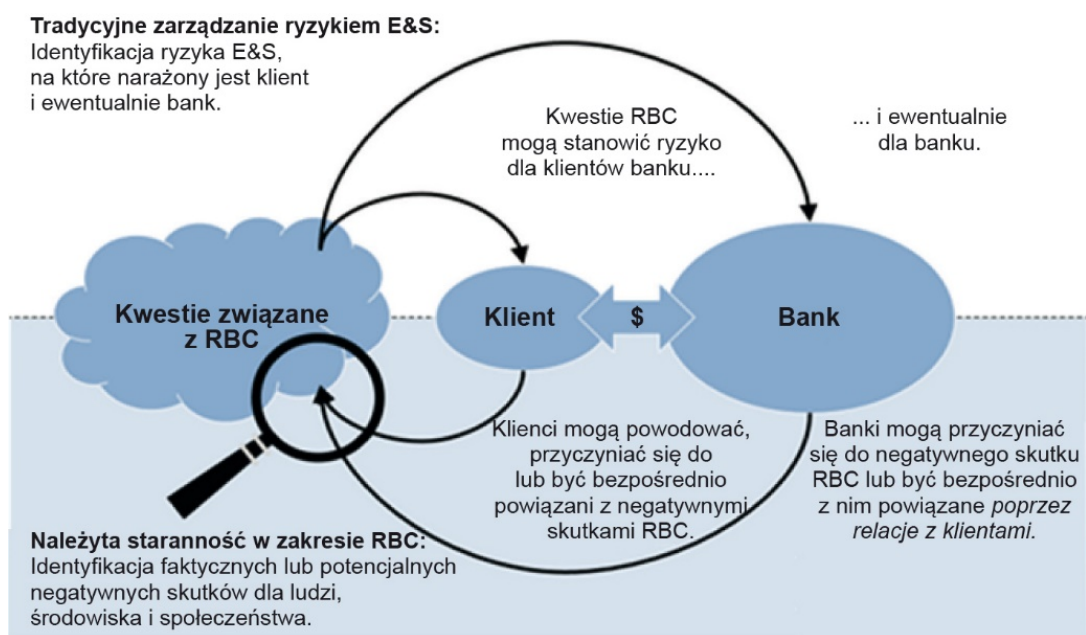 Tradycyjne zarządzanie ryzykiem E&S:
Identyfikacja ryzyka E&S,
na które narażony jest klient
i ewentualnie bank.
Kwestie RBC
mogą stanowić ryzyko
dla klientów banku....
... i ewentualnie
dla banku.
Kwestie związane
z RBC
Klient
$
Bank
Klienci mogą powodować,
przyczyniać się do
lub być bezpośrednio
powiązani z negatywnymi
skutkami RBC.
Banki mogą przyczyniać
się do negatywnego skutku
RBC lub być bezpośrednio
z nim powiązane poprzez
relacje z klientami.
Należyta staranność w zakresie RBC:
Identyfikacja faktycznych lub potencjalnych
negatywnych skutków dla ludzi,
środowiska i społeczeństwa.